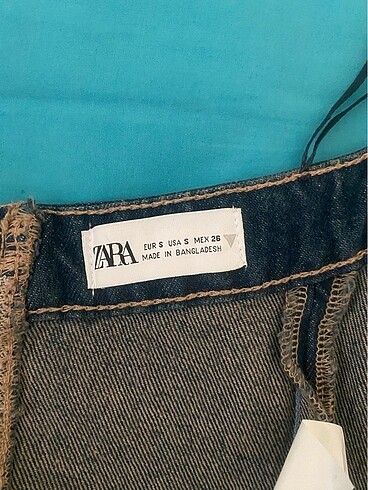 ZARA
EUR S USA S MEX 26
MADE IN BANGLADESH